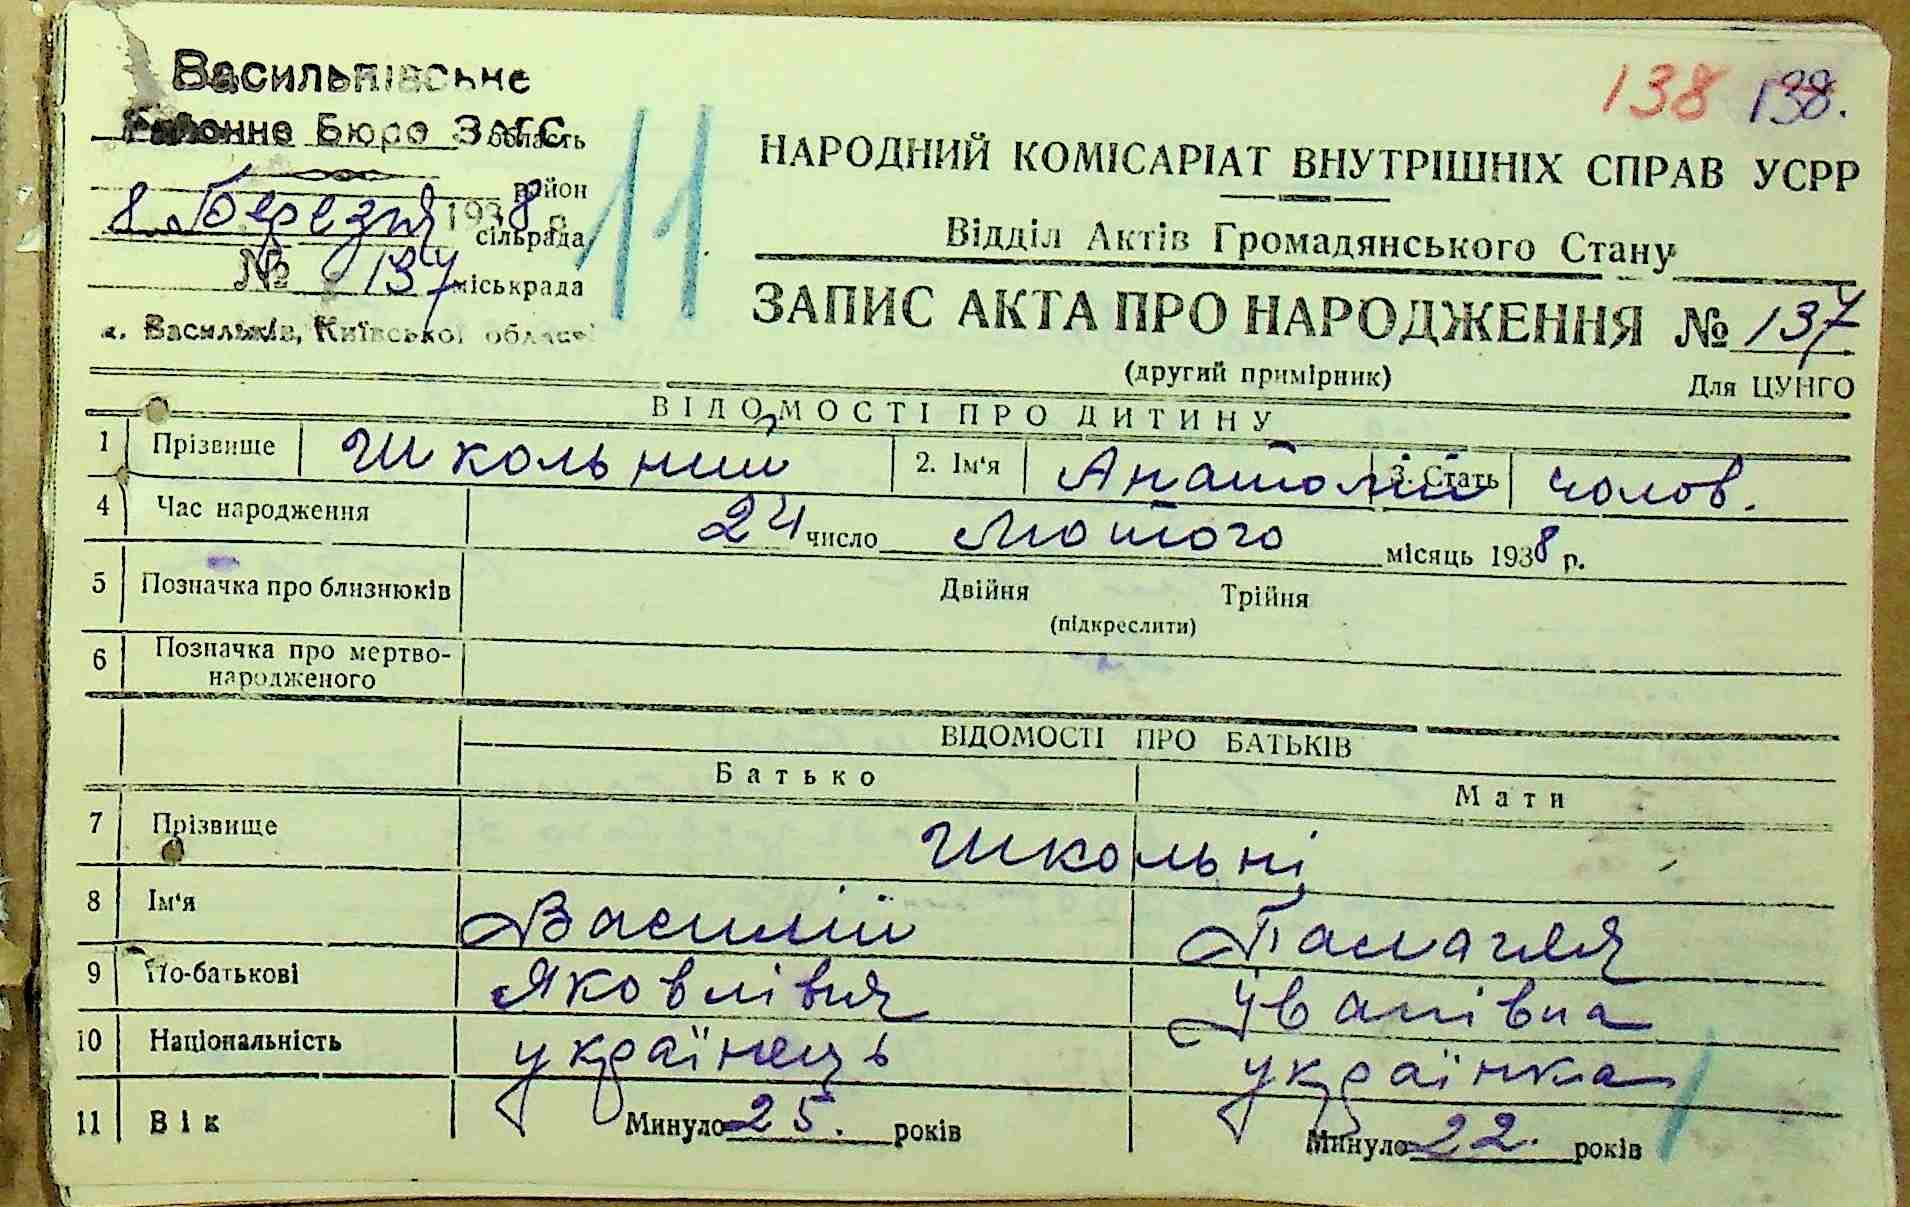 Васильківське
Районне Бюро ЗАГС
область
район
8 Березня 1938 р.
сільрада
№ 137
міськрада
м. Васильків, Київської області
11
138 138.
НАРОДНИЙ КОМІСАРІАТ ВНУТРІШНІХ СПРАВ УСРР
Відділ Актів Громадянського Стану
ЗАПИС АКТА ПРО НАРОДЖЕННЯ № 137
(другий примірник)
Для ЦУНГО
ВІДОМОСТІ ПРО ДИТИНУ
1 Прізвище Школьний 2. Ім'я Анатолій 3. Стать чолов.
4 Час народження 24 число Лютого місяць 1938 р.
5 Позначка про близнюків Двійня Трійня
(підкреслити)
6 Позначка про мертво-
народженого
ВІДОМОСТІ ПРО БАТЬКІВ
Батько Мати
7 Прізвище Школьні
8 Ім'я Василій Палагея
9 По-батькові Яковлівич Іванівна
10 Національність українець українка
11 Вік Минуло 25. років Минуло 22. років